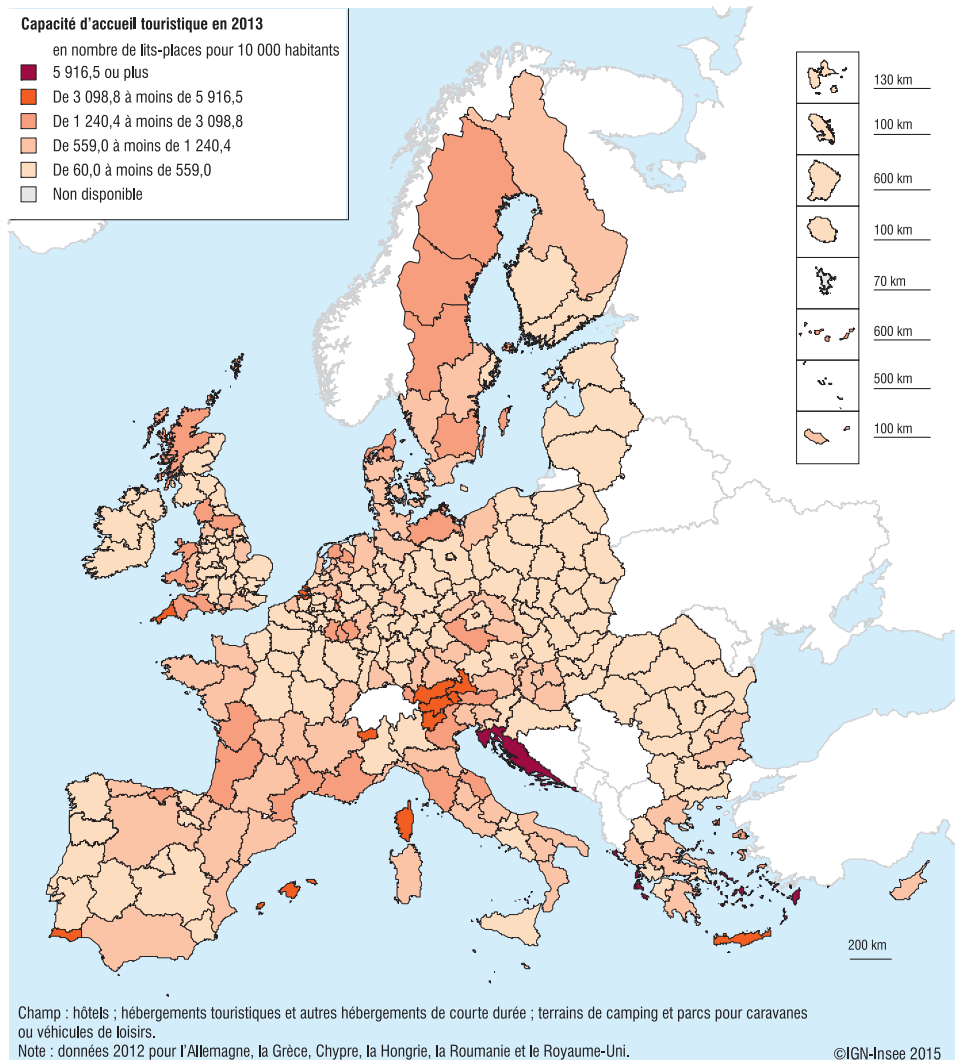 Capacité d'accueil touristique en 2013
en nombre de lits-places pour 10 000 habitants
5 916,5 ou plus
De 3 098,8 à moins de 5 916,5
De 1 240,4 à moins de 3 098,8
De 559,0 à moins de 1 240,4
De 60,0 à moins de 559,0
Non disponible
130 km
100 km
600 km
100 km
70 km
600 km
500 km
100 km
200 km
Champ : hôtels ; hébergements touristiques et autres hébergements de courte durée ; terrains de camping et parcs pour caravanes
ou véhicules de loisirs.
Note : données 2012 pour l'Allemagne, la Grèce, Chypre, la Hongrie, la Roumanie et le Royaume-Uni.
©IGN-Insee 2015